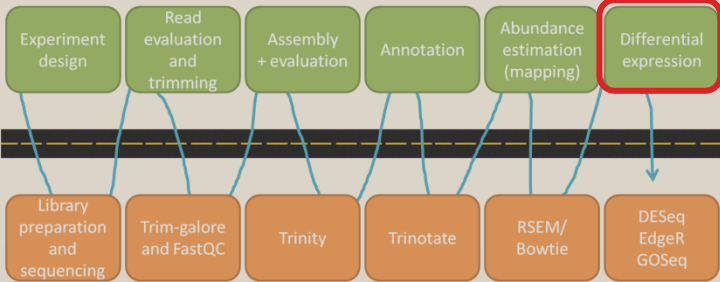 Experiment
design
Read
evaluation
and
trimming
Assembly
+ evaluation
Annotation
Abundance
estimation
(mapping)
Differential
expression
Library
preparation
and
sequencing
Trim-galore
and FastQC
Trinity
Trinotate
RSEM/
Bowtie
DESeq
EdgeR
GOSeq